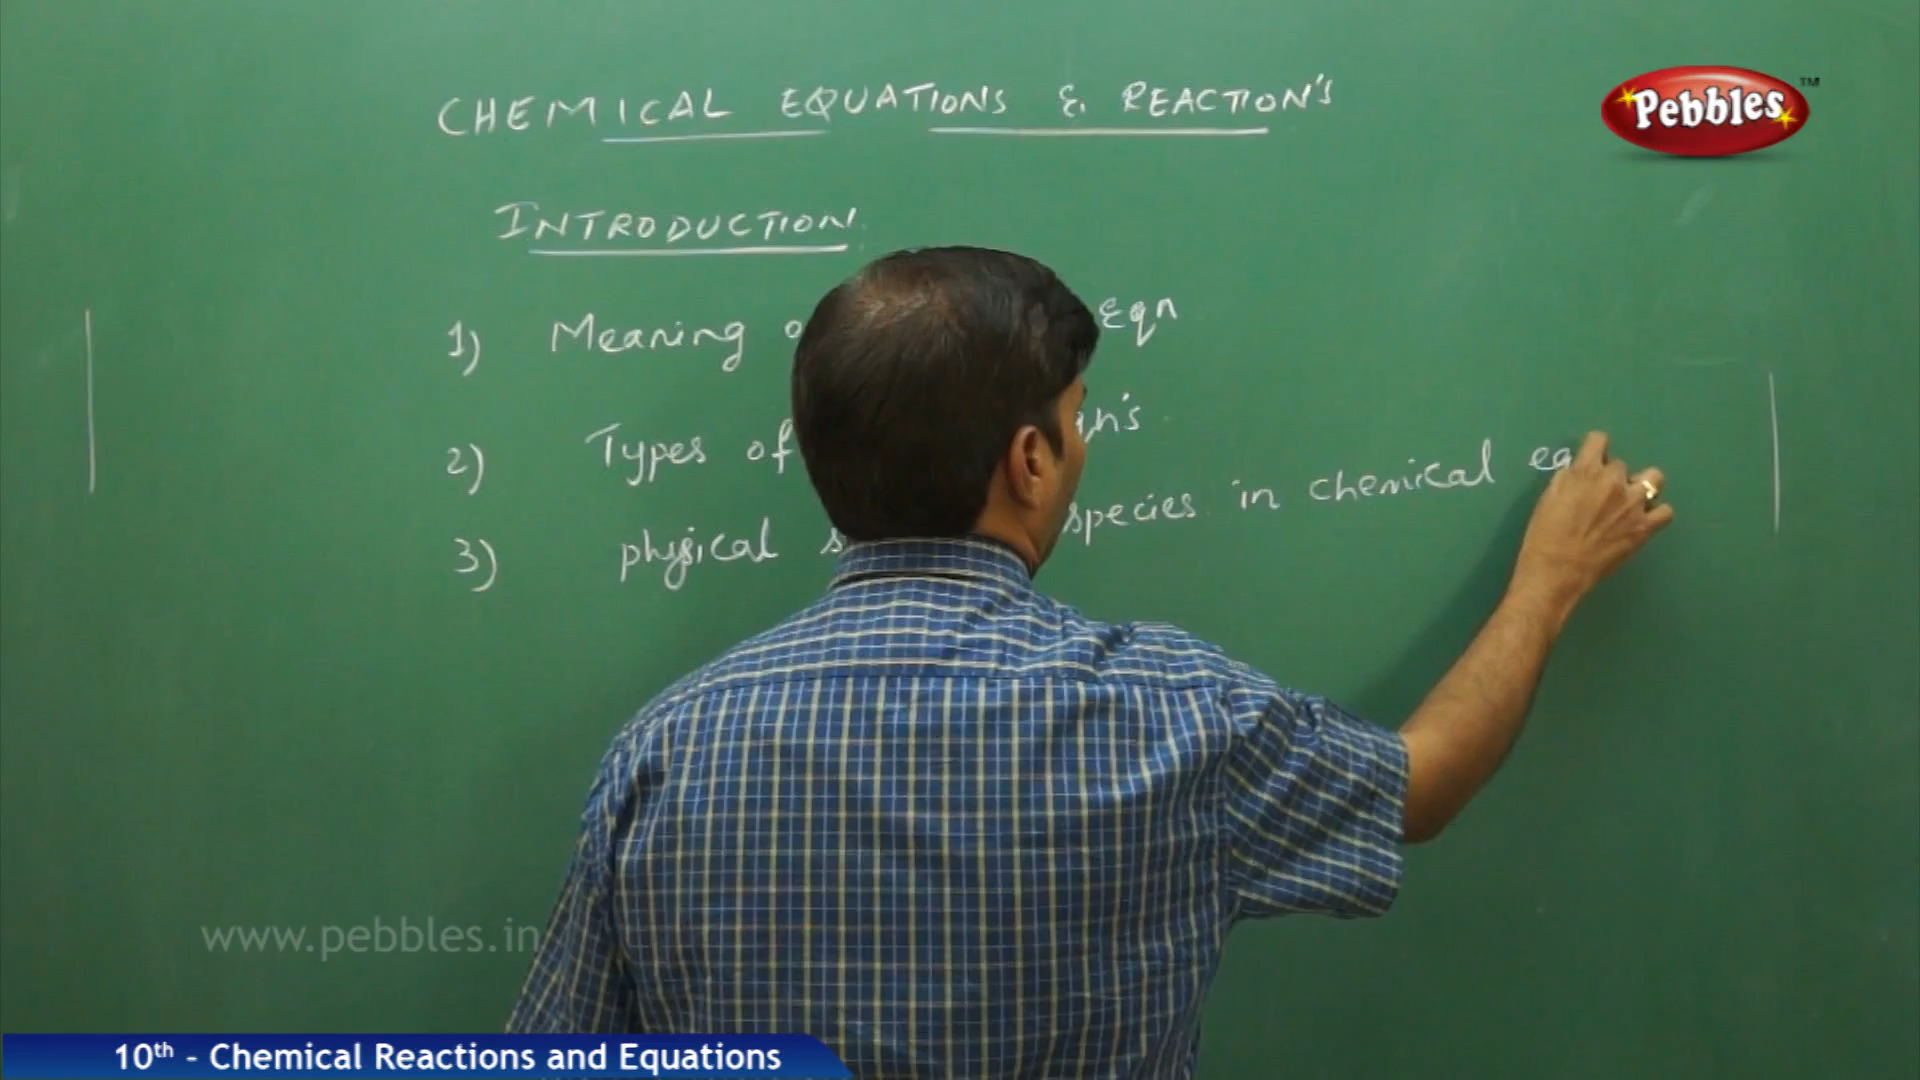 CHEMICAL EQUATIONS & REACTION'S
Pebbles™
INTRODUCTION
1) Meaning Eqn
2) Types of
3) physical species in chemical
www.pebbles.in
10th - Chemical Reactions and Equations